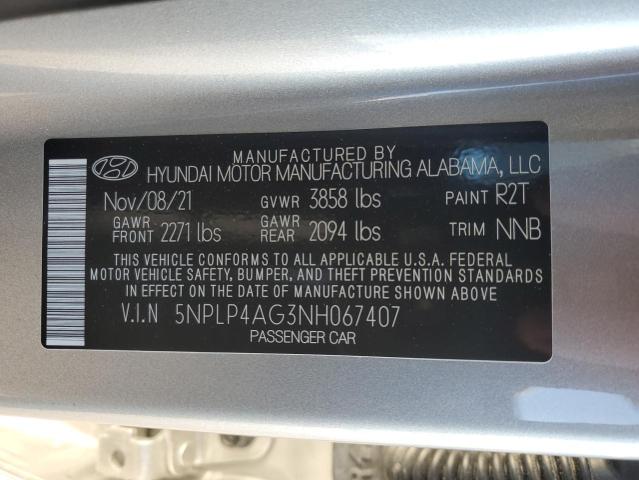 MANUFACTURED BY
HYUNDAI MOTOR MANUFACTURING ALABAMA, LLC
Nov/08/21 GVWR 3858 lbs PAINT R2T
GAWR FRONT 2271 lbs GAWR REAR 2094 lbs TRIM NNB
THIS VEHICLE CONFORMS TO ALL APPLICABLE U.S.A. FEDERAL
MOTOR VEHICLE SAFETY, BUMPER, AND THEFT PREVENTION STANDARDS
IN EFFECT ON THE DATE OF MANUFACTURE SHOWN ABOVE.
V.I.N 5NPLP4AG3NH067407
PASSENGER CAR